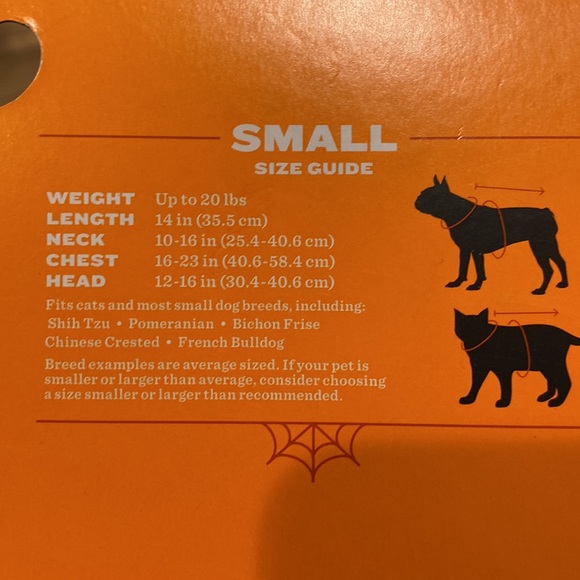 SMALL
SIZE GUIDE
WEIGHT Up to 20 lbs
LENGTH 14 in (35.5 cm)
NECK 10-16 in (25.4-40.6 cm)
CHEST 16-23 in (40.6-58.4 cm)
HEAD 12-16 in (30.4-40.6 cm)
Fits cats and most small dog breeds, including:
Shih Tzu • Pomeranian • Bichon Frise
Chinese Crested • French Bulldog
Breed examples are average sized. If your pet is
smaller or larger than average, consider choosing
a size smaller or larger than recommended.